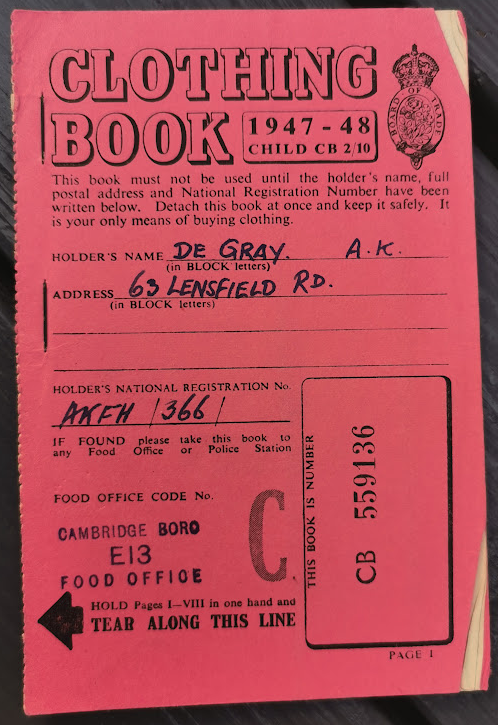 CLOTHING
BOOK
1947-48
CHILD CB 2/10
BOARD OF TRADE
This book must not be used until the holder's name, full
postal address and National Registration Number have been
written below. Detach this book at once and keep it safely. It
is your only means of buying clothing.
HOLDER'S NAME DE GRAY. A.K.
(in BLOCK letters)
ADDRESS 63 LENSFIELD RD.
(in BLOCK letters)
HOLDER'S NATIONAL REGISTRATION No.
AKFH /366/
IF FOUND please take this book to
any Food Office or Police Station
FOOD OFFICE CODE No.
CAMBRIDGE BORO
E13
FOOD OFFICE
C
HOLD Pages I—VIII in one hand and
TEAR ALONG THIS LINE
THIS BOOK IS NUMBER
CB 559136
PAGE 1